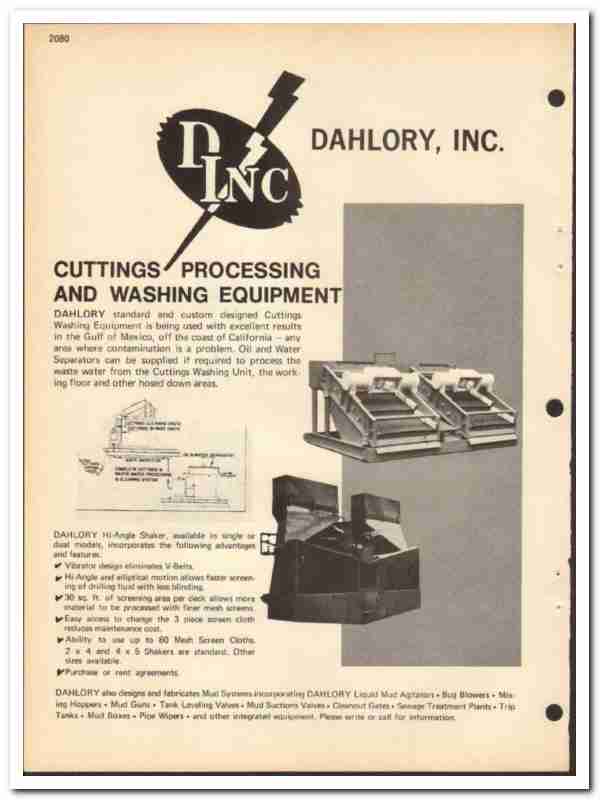 2080
DINC
DAHLORY, INC.
CUTTINGS PROCESSING
AND WASHING EQUIPMENT
DAHLORY standard and custom designed Cuttings
Washing Equipment is being used with excellent results
in the Gulf of Mexico, off the coast of California - any
area where contamination is a problem. Oil and Water
Separators can be supplied if required to process the
waste water from the Cuttings Washing Unit, the work-
ing floor and other hosed down areas.
DAHLORY Hi-Angle Shaker, available in single or
dual models, incorporates the following advantages
and features.
✔ Vibrator design eliminates V-Belts.
✔ Hi-Angle and elliptical motion allows faster screen-
ing of drilling fluid with less blinding.
✔ 30 sq. ft. of screening area per deck allows more
material to be processed with finer mesh screens.
✔ Easy access to change the 3 piece screen cloth
reduces maintenance cost.
✔ Ability to use up to 60 Mesh Screen Cloths.
2 x 4 and 4 x 5 Shakers are standard. Other
sizes available.
✔ Purchase or rent agreements.
DAHLORY also designs and fabricates Mud Systems incorporating DAHLORY Liquid Mud Agitators • Bug Blowers • Mix-
ing Hoppers • Mud Guns • Tank Leveling Valves • Mud Suctions Valves • Cleanout Gates • Sewage Treatment Plants • Trip
Tanks • Mud Boxes • Pipe Wipers • and other integrated equipment. Please write or call for information.